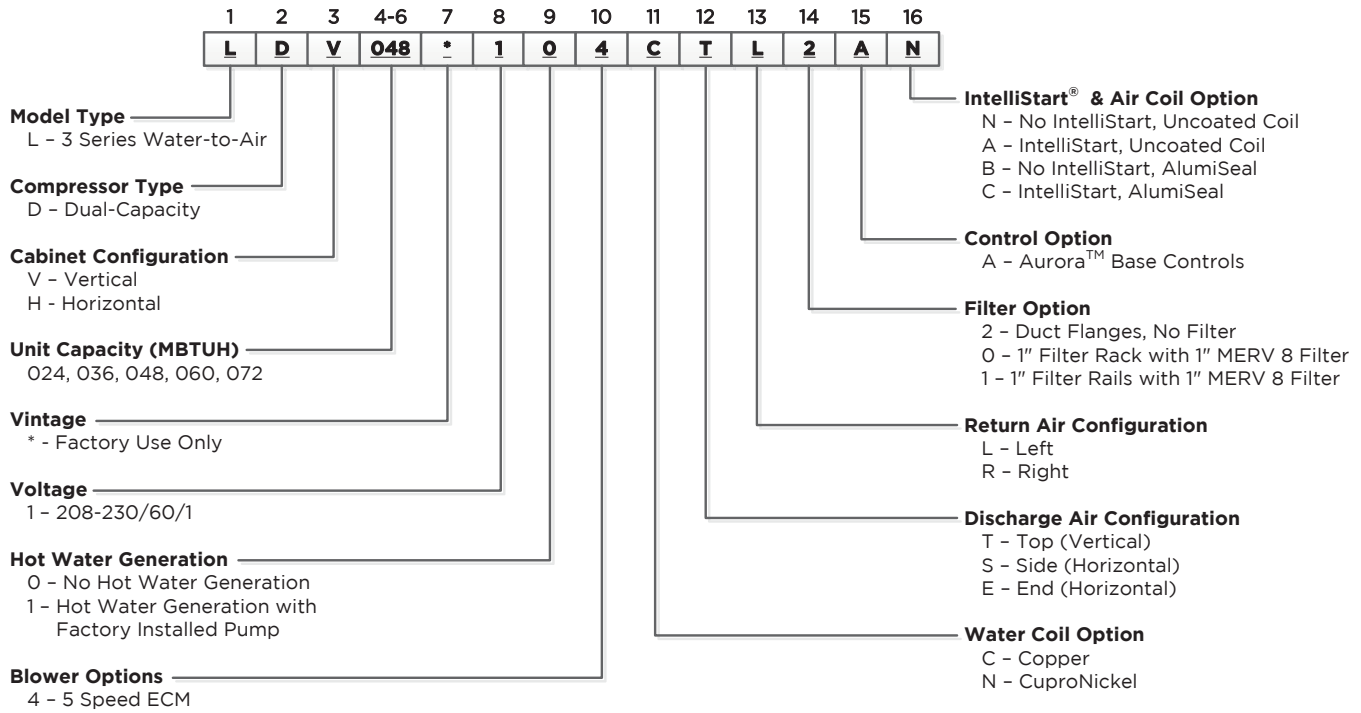 1 2 3 4-6 7 8 9 10 11 12 13 14 15 16
L D V 048 * 1 0 4 C T L 2 A N
Model Type
L – 3 Series Water-to-Air
Compressor Type
D – Dual-Capacity
Cabinet Configuration
V – Vertical
H - Horizontal
Unit Capacity (MBTUH)
024, 036, 048, 060, 072
Vintage
* - Factory Use Only
Voltage
1 – 208-230/60/1
Hot Water Generation
0 – No Hot Water Generation
1 – Hot Water Generation with
Factory Installed Pump
Blower Options
4 – 5 Speed ECM
IntelliStart® & Air Coil Option
N – No IntelliStart, Uncoated Coil
A – IntelliStart, Uncoated Coil
B – No IntelliStart, AlumiSeal
C – IntelliStart, AlumiSeal
Control Option
A – Aurora™ Base Controls
Filter Option
2 – Duct Flanges, No Filter
0 – 1" Filter Rack with 1" MERV 8 Filter
1 – 1" Filter Rails with 1" MERV 8 Filter
Return Air Configuration
L – Left
R – Right
Discharge Air Configuration
T – Top (Vertical)
S – Side (Horizontal)
E – End (Horizontal)
Water Coil Option
C – Copper
N – CuproNickel